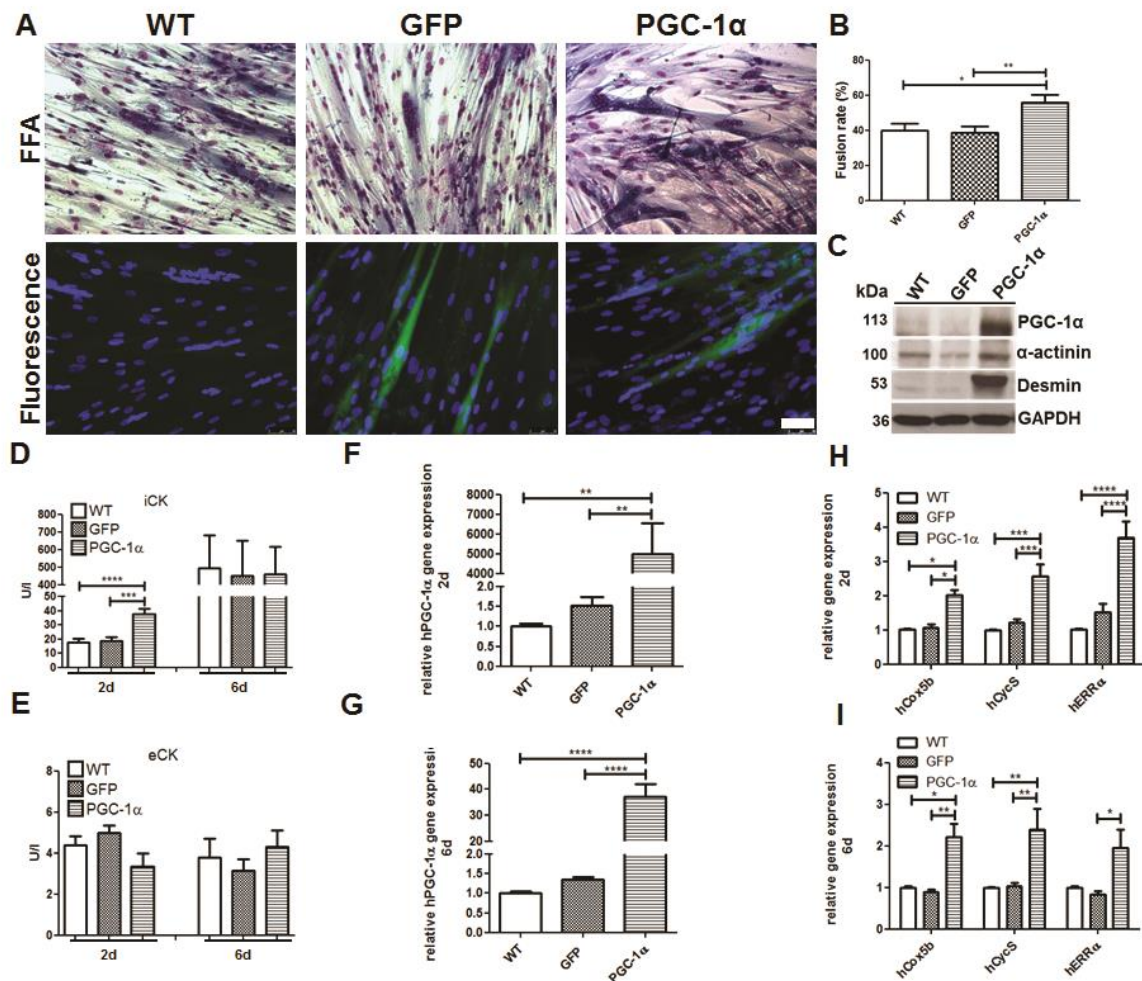 A
WT
GFP
PGC-1α
FFA
Fluorescence
B
Fusion rate (%)
80
60
40
20
0
*
**
WT
GFP
PGC-1α
C
kDa
WT
GFP
PGC-1α
113
PGC-1α
100
α-actinin
53
Desmin
36
GAPDH
D
iCK
WT
GFP
PGC-1α
U/l
500
400
300
200
100
50
40
30
20
10
0
****
***
2d
6d
E
eCK
WT
GFP
PGC-1α
U/l
8
6
4
2
0
2d
6d
F
relative hPGC-1α gene expression
2d
8000
7000
6000
5000
4000
3000
2000
2.0
1.5
1.0
0.5
0.0
**
**
WT
GFP
PGC-1α
G
relative hPGC-1α gene expression
6d
50
40
30
20
2.0
1.5
1.0
0.5
0.0
****
****
WT
GFP
PGC-1α
H
WT
GFP
PGC-1α
relative gene expression
2d
5
4
3
2
1
0
*
*
***
***
****
****
hCox5b
hCycS
hERRα
I
WT
GFP
PGC-1α
relative gene expression
6d
4
3
2
1
0
*
**
**
**
*
hCox5b
hCycS
hERRα